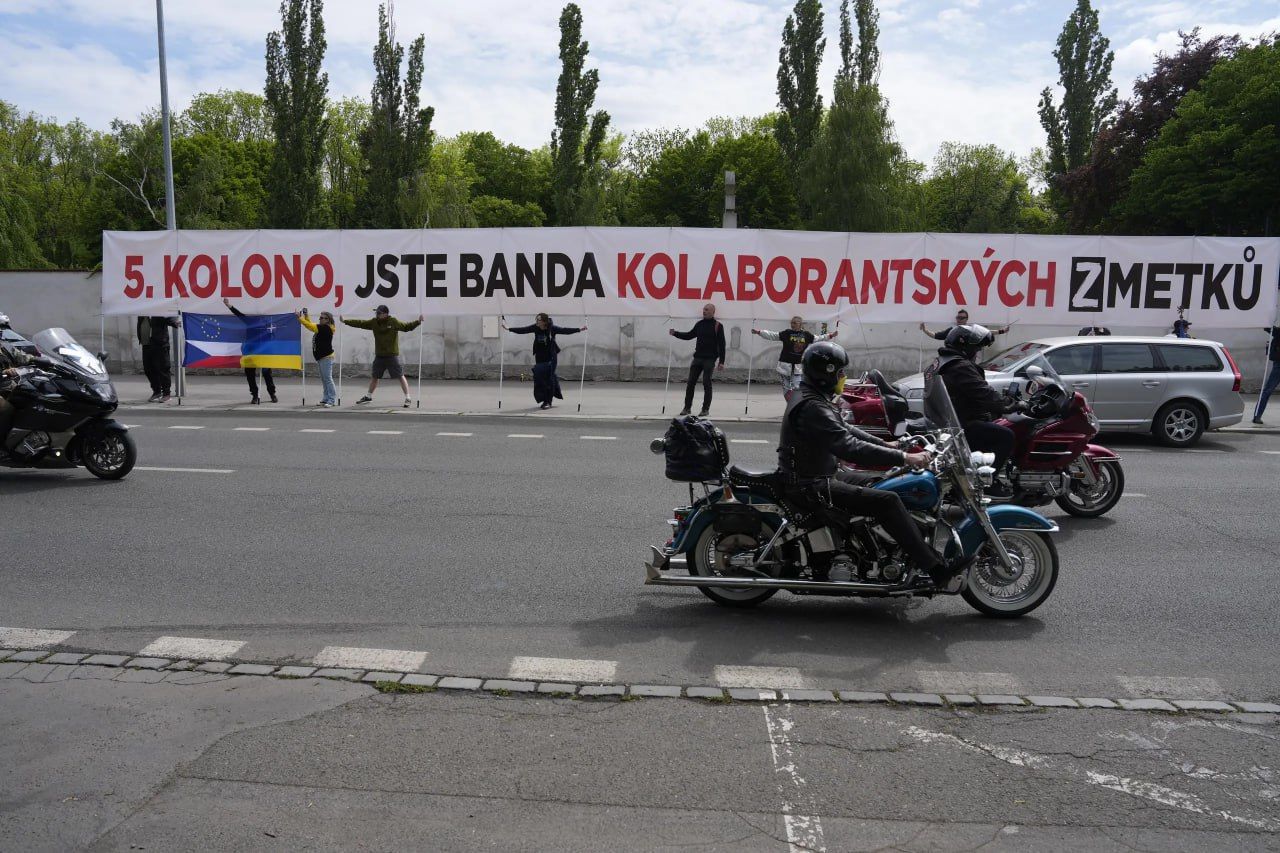 5. KOLONO, JSTE BANDA KOLABORANTSKÝCH ZMETKŮ